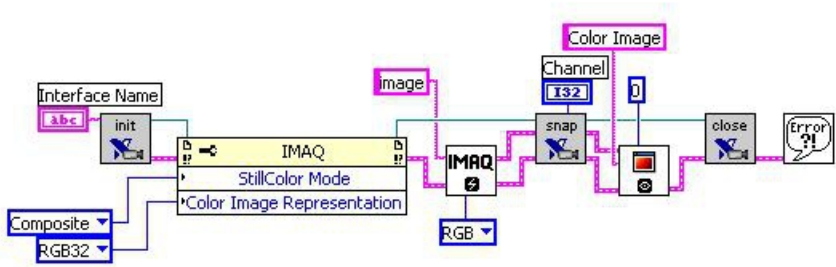 Color Image
Channel
I32
0
image
Interface Name
abc
init
IMAQ
StillColor Mode
Color Image Representation
IMAQ
snap
close
Error
?!
Composite
RGB32
RGB